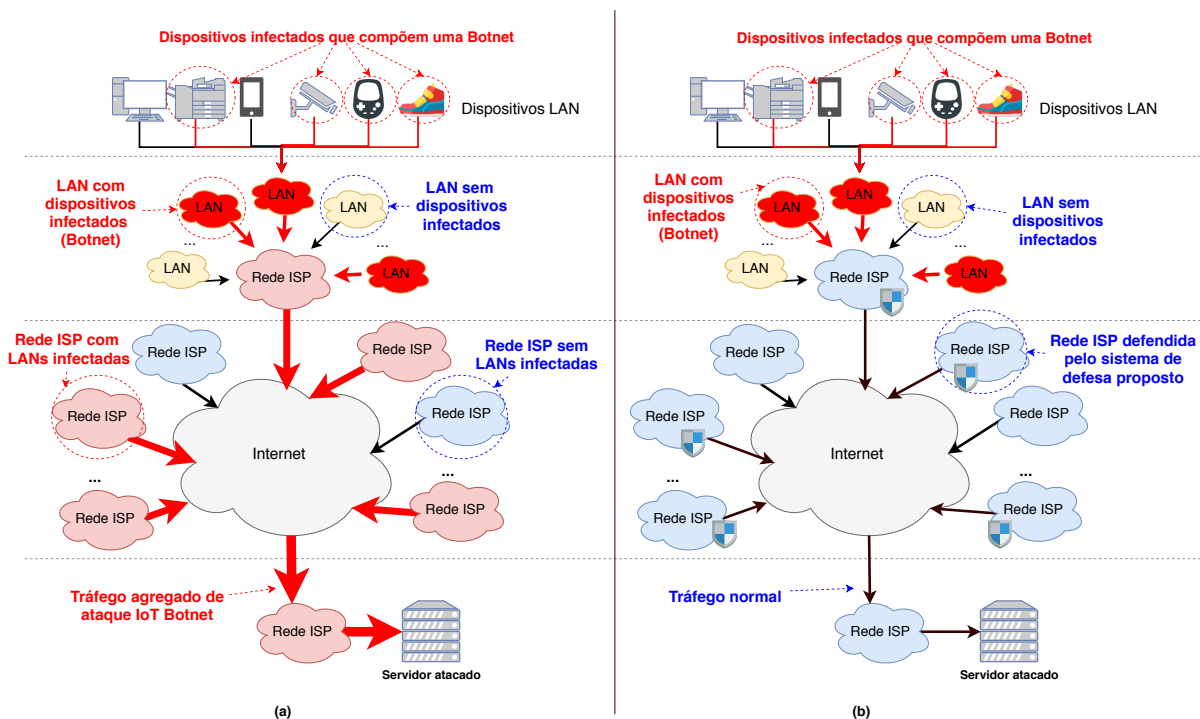 Dispositivos infectados que compõem uma Botnet
Dispositivos LAN
LAN com
dispositivos
infectados
(Botnet)
LAN
LAN
LAN
LAN sem
dispositivos
infectados
...
...
LAN
Rede ISP
LAN
Rede ISP com
LANs infectadas
Rede ISP
Rede ISP
Rede ISP sem
LANs infectadas
Rede ISP
Rede ISP
Internet
...
...
Rede ISP
Rede ISP
Tráfego agregado de
ataque IoT Botnet
Rede ISP
Servidor atacado
(a)
Dispositivos infectados que compõem uma Botnet
Dispositivos LAN
LAN com
dispositivos
infectados
(Botnet)
LAN
LAN
LAN
LAN sem
dispositivos
infectados
...
...
LAN
Rede ISP
LAN
Rede ISP
Rede ISP
Rede ISP defendida
pelo sistema de
defesa proposto
Rede ISP
Rede ISP
Internet
...
...
Rede ISP
Rede ISP
Tráfego normal
Rede ISP
Servidor atacado
(b)